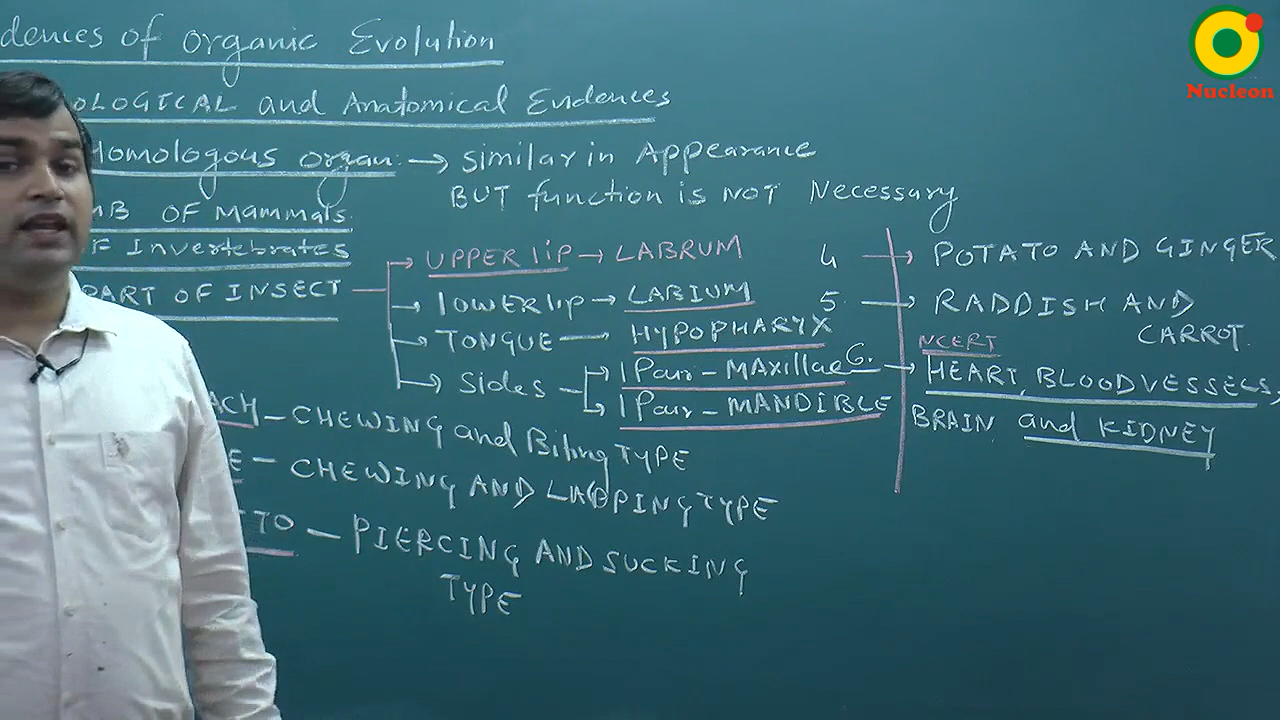 dences of organic Evolution
OLOGICAL and Anatomical Evidences
Homologous organ: → similar in Appearance
BUT function is NOT Necessary
MB OF Mammals.
F Invertebrates
PART OF INSECT
UPPER lip → LABRUM
lOWER lip → LABIUM
TONGUE — HYPOPHARYX
Sides
1 Pair - MAxillae
1 Pair - MANDIBLE
ACH - CHEWING and Biting TYPE
E - CHEWING AND LAPPING TYPE
TTO - PIERCING AND SUCKING
TYPE
4 → POTATO AND GINGER
5 → RADDISH AND
CARROT.
NCERT
6. → HEART, BLOODVESSELS,
BRAIN and KIDNEY
Nucleon